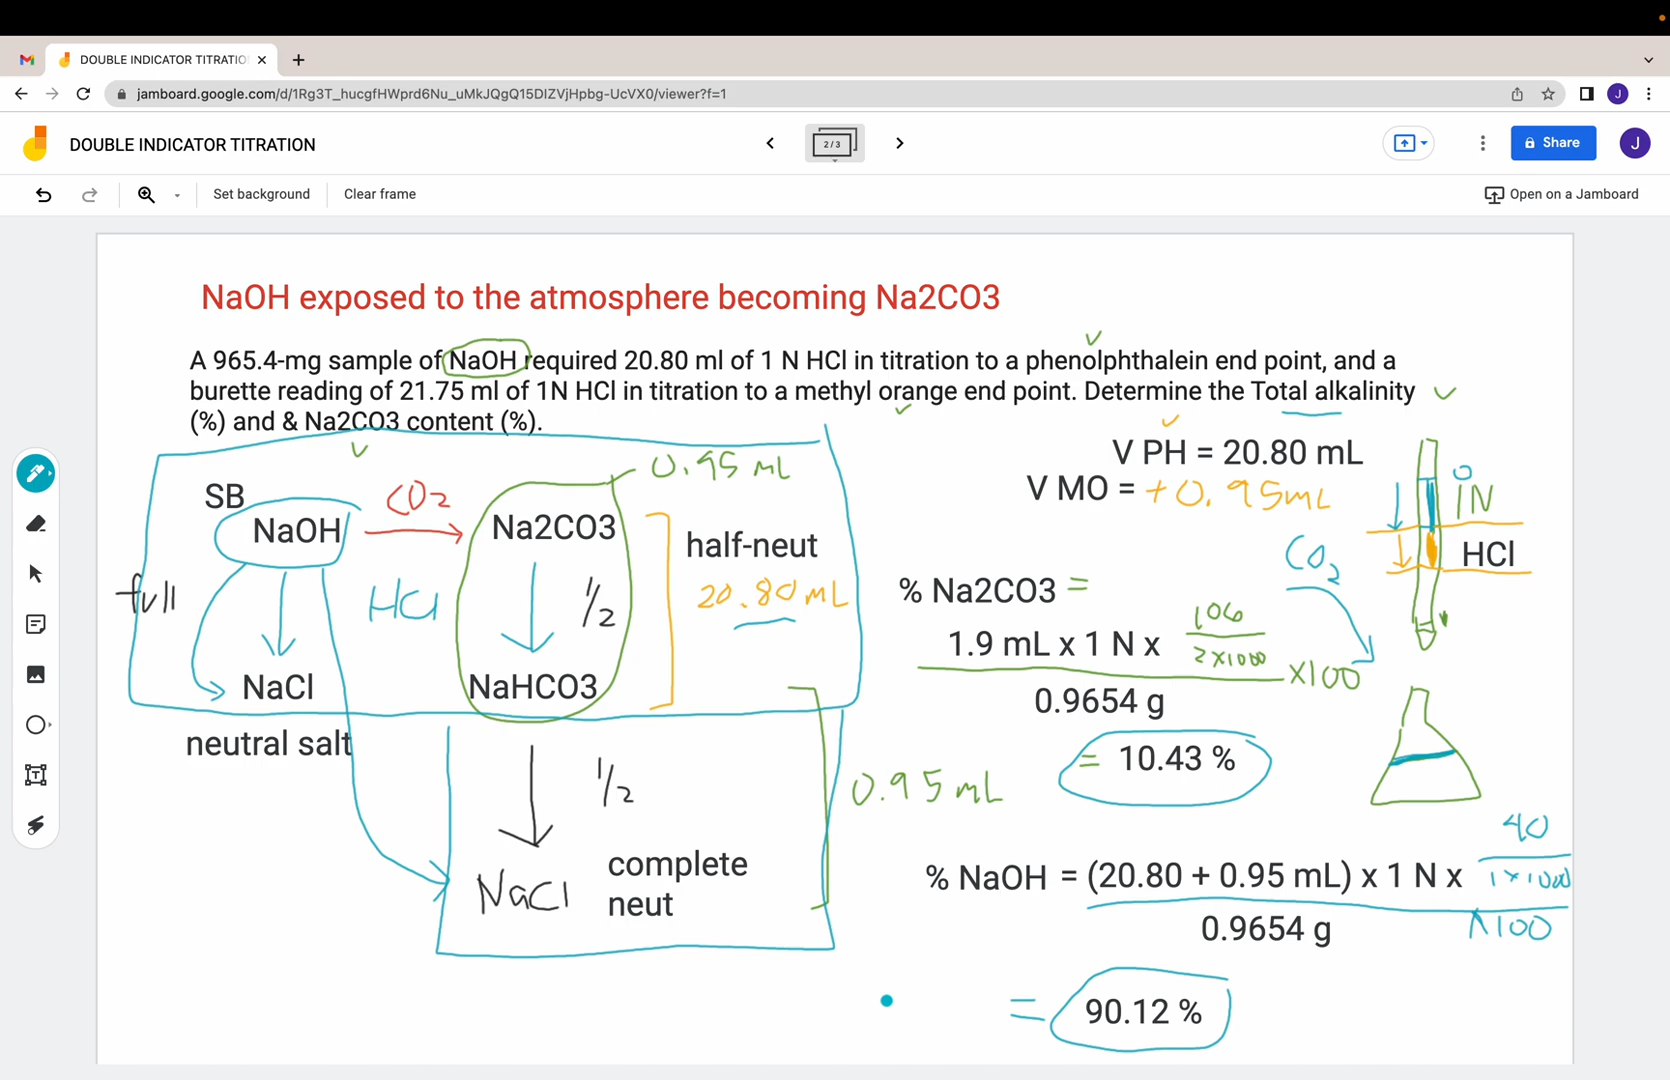 DOUBLE INDICATOR TITRATIO
jamboard.google.com/d/1Rg3T_hucgfHWprd6Nu_uMkJQgQ15DIZVjHpbg-UcVX0/viewer?f=1
J
DOUBLE INDICATOR TITRATION
2 / 3
Share
J
Set background
Clear frame
Open on a Jamboard
NaOH exposed to the atmosphere becoming Na2CO3
A 965.4-mg sample of NaOH required 20.80 ml of 1 N HCl in titration to a phenolphthalein end point, and a
burette reading of 21.75 ml of 1N HCl in titration to a methyl orange end point. Determine the Total alkalinity
(%) and & Na2CO3 content (%).
V PH = 20.80 mL
V MO = + 0.95mL
0
1N
HCl
SB
NaOH
CO2
Na2CO3
0.95 mL
half-neut
20.80 mL
full
HCl
1/2
NaCl
NaHCO3
neutral salt
1/2
0.95 mL
NaCl
complete
neut
CO2
% Na2CO3 =
1.9 mL x 1 N x 106
2 x 1000
x100
0.9654 g
= 10.43 %
% NaOH = (20.80 + 0.95 mL) x 1 N x 40
1 x 1000
0.9654 g
x100
= 90.12 %